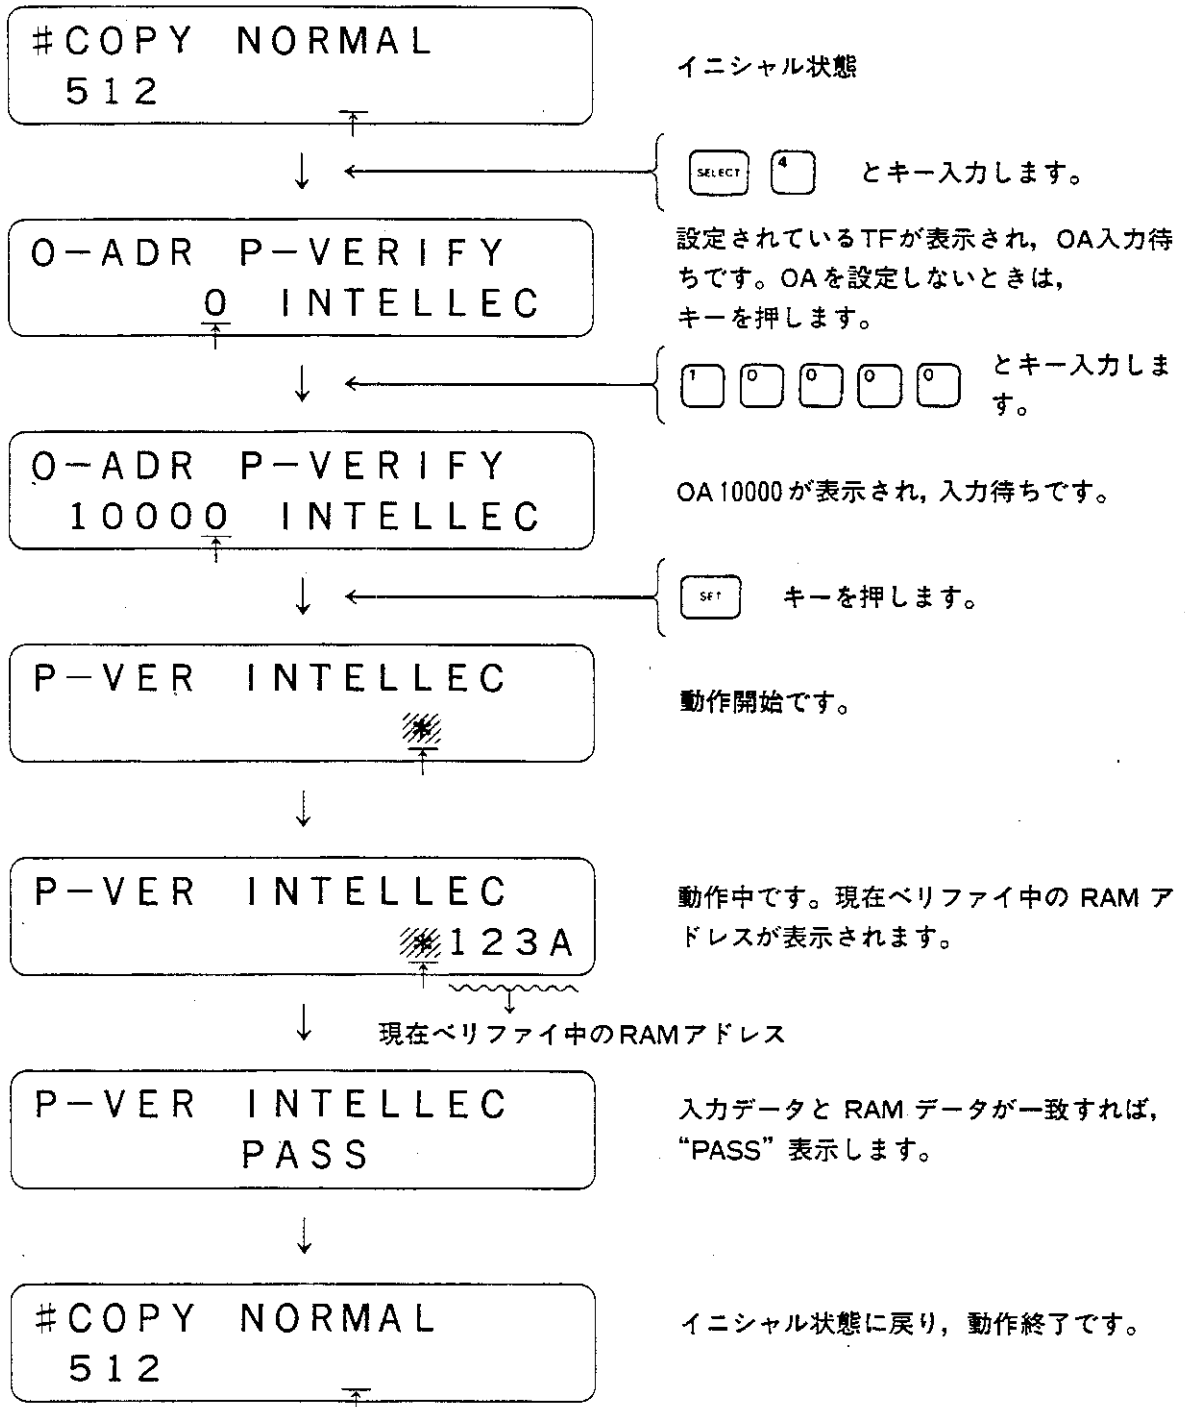 #COPY NORMAL
512
イニシャル状態
SELECT 4 とキー入力します。
O-ADR P-VERIFY
0 INTELLEC
設定されているTFが表示され,OA入力待
ちです。OAを設定しないときは,
キーを押します。
1 0 0 0 0 とキー入力しま
す。
O-ADR P-VERIFY
10000 INTELLEC
OA 10000が表示され,入力待ちです。
SET キーを押します。
P-VER INTELLEC
*
動作開始です。
P-VER INTELLEC
*123A
動作中です。現在ベリファイ中の RAM ア
ドレスが表示されます。
現在ベリファイ中のRAMアドレス
P-VER INTELLEC
PASS
入力データと RAM データが一致すれば,
“PASS” 表示します。
#COPY NORMAL
512
イニシャル状態に戻り,動作終了です。